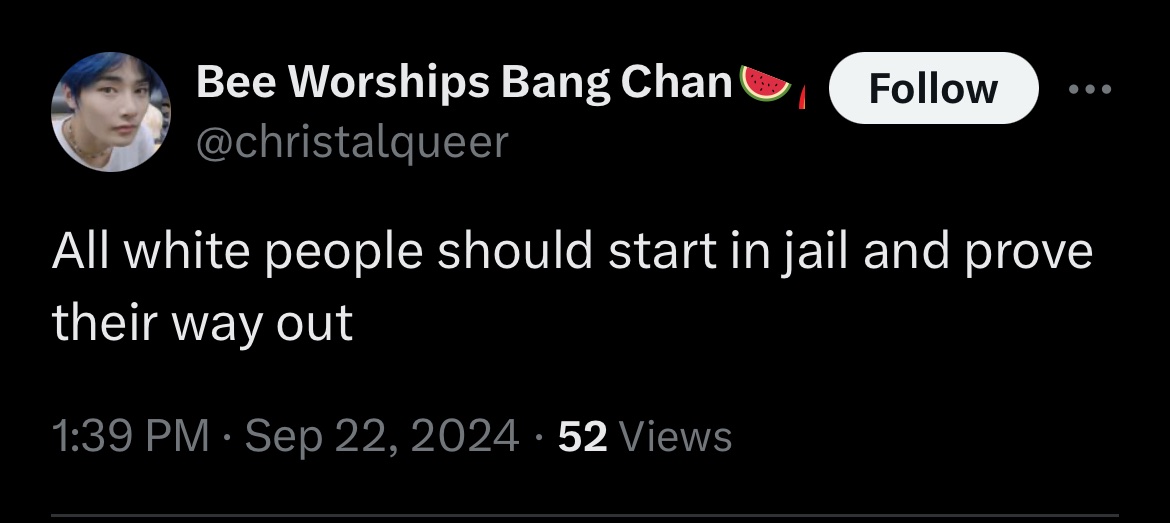 Bee Worships Bang Chan🍉
Follow
@christalqueer
All white people should start in jail and prove
their way out
1:39 PM · Sep 22, 2024 · 52 Views